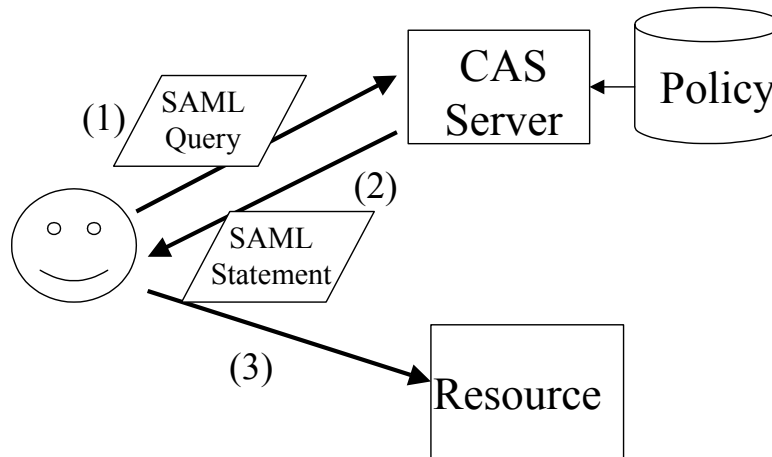 (1)
SAML
Query
CAS
Server
Policy
(2)
SAML
Statement
(3)
Resource